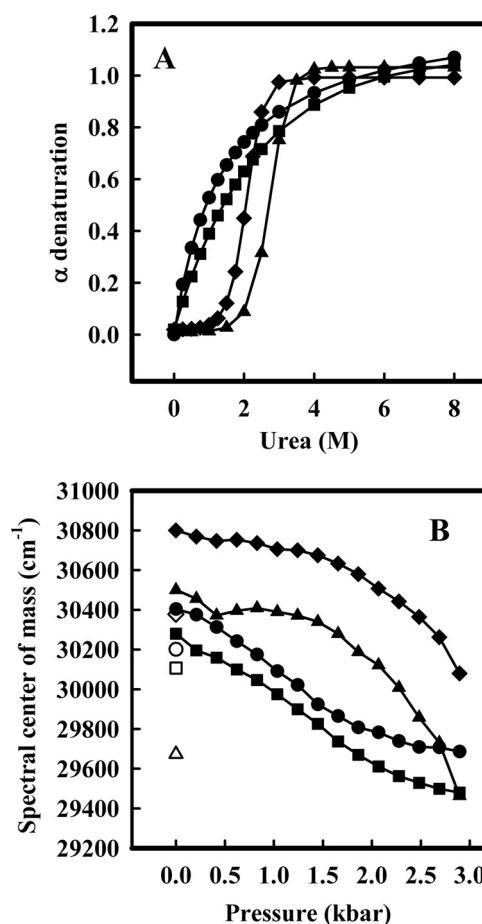 A
α denaturation
1.2
1.0
0.8
0.6
0.4
0.2
0.0
0 2 4 6 8
Urea (M)
B
Spectral center of mass (cm⁻¹)
31000
30800
30600
30400
30200
30000
29800
29600
29400
29200
0.0 0.5 1.0 1.5 2.0 2.5 3.0
Pressure (kbar)